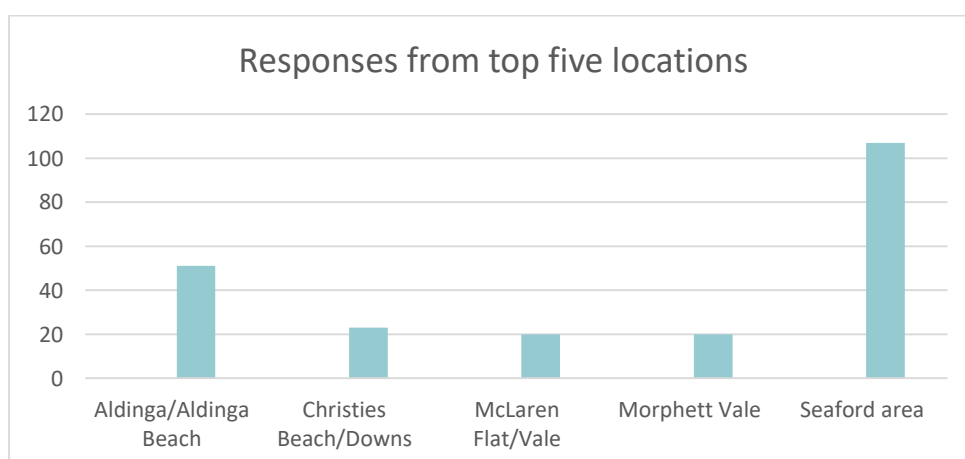 Responses from top five locations
120
100
80
60
40
20
0
Aldinga/Aldinga
Beach
Christies
Beach/Downs
McLaren
Flat/Vale
Morphett Vale
Seaford area